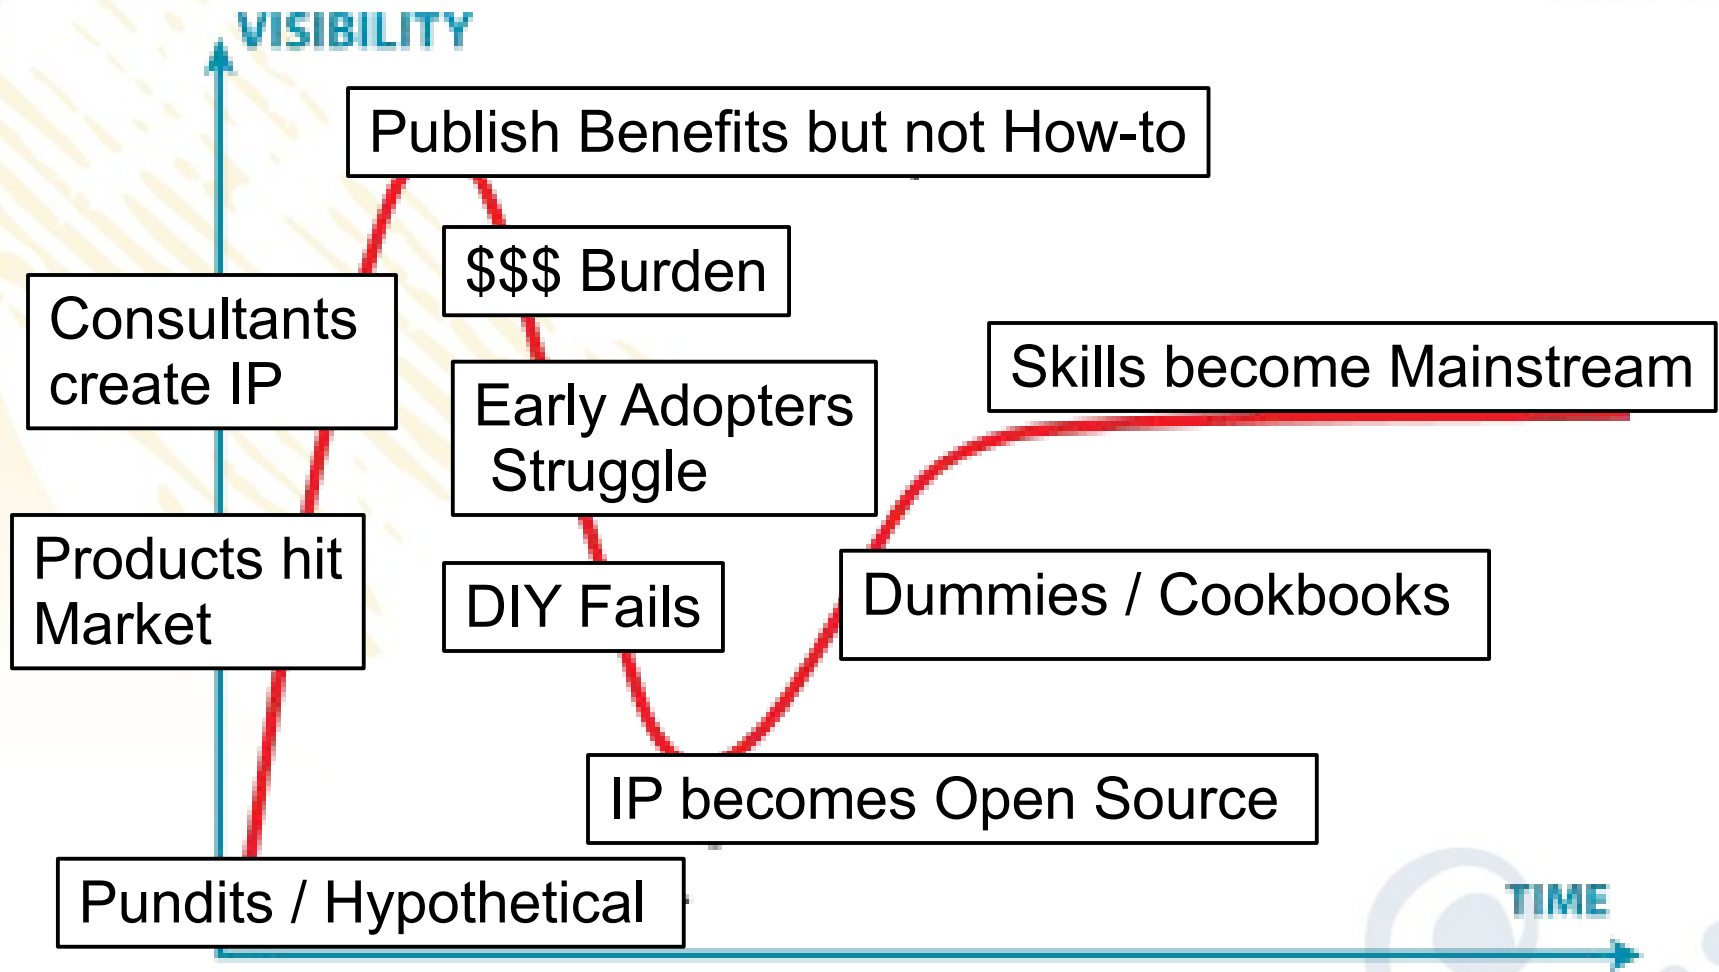 VISIBILITY
Publish Benefits but not How-to
$$$ Burden
Consultants
create IP
Skills become Mainstream
Early Adopters
Struggle
Products hit
Market
DIY Fails
Dummies / Cookbooks
IP becomes Open Source
Pundits / Hypothetical
TIME